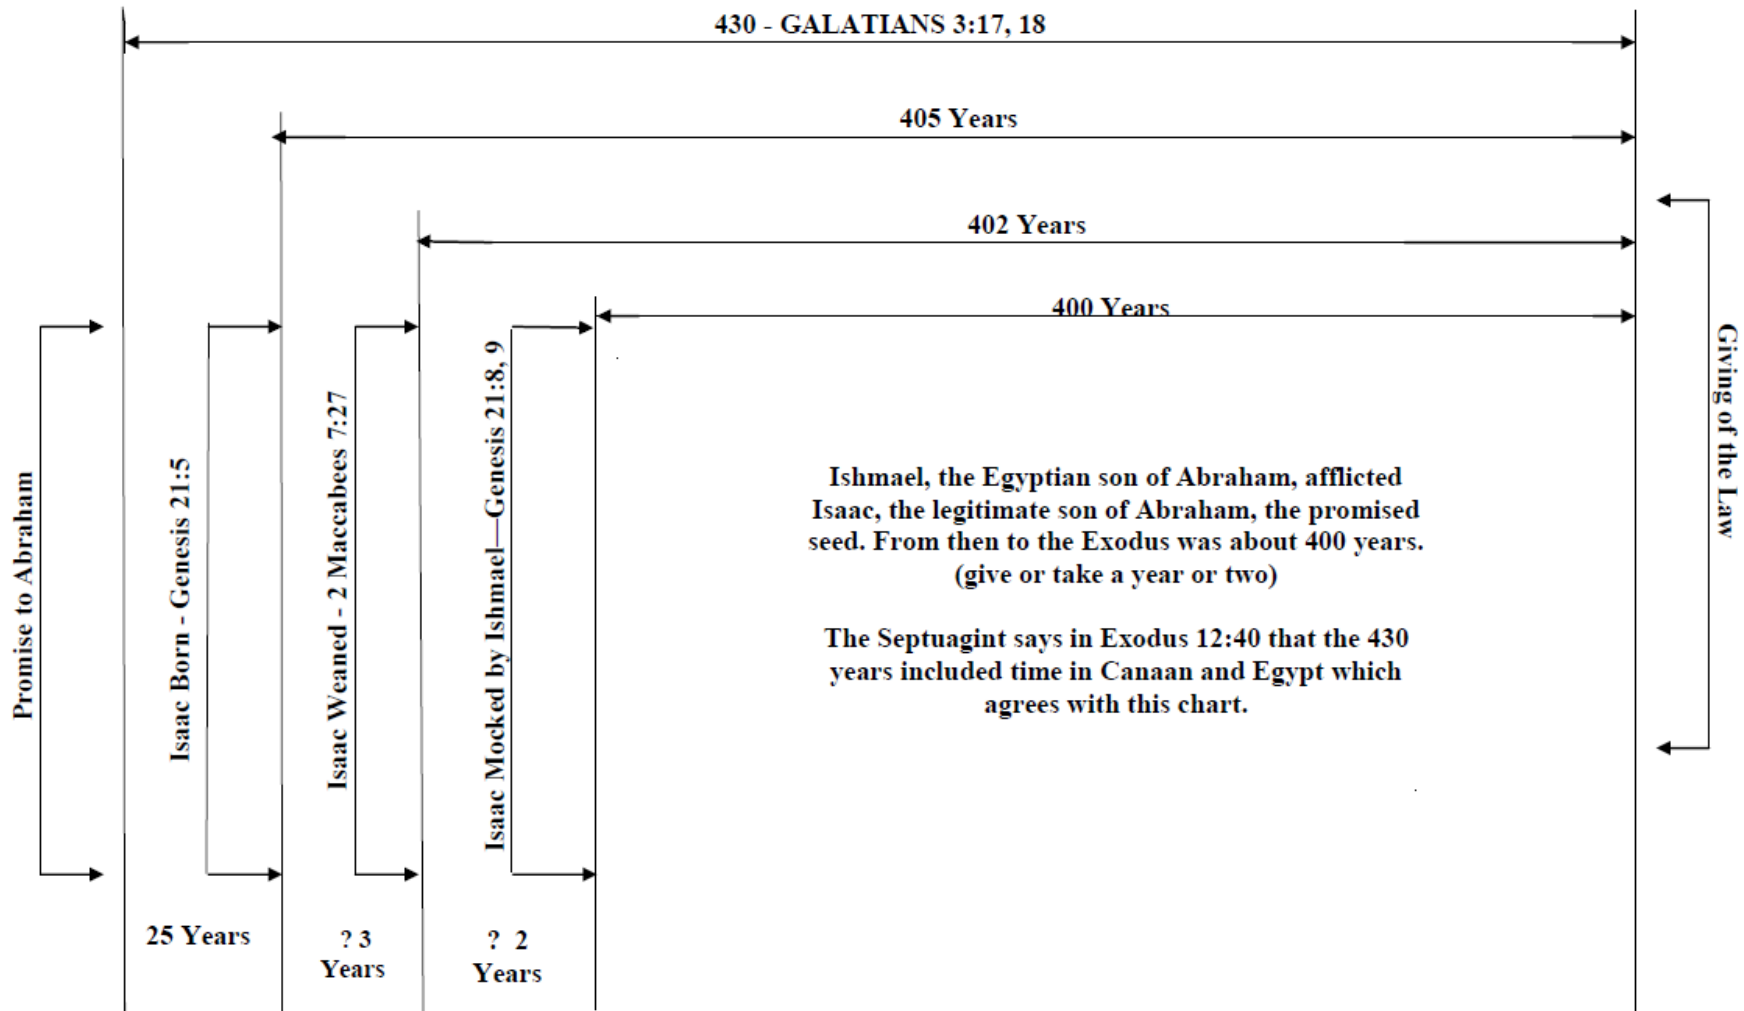 430 - GALATIANS 3:17, 18
405 Years
402 Years
400 Years
Promise to Abraham
Isaac Born - Genesis 21:5
Isaac Weaned - 2 Maccabees 7:27
Isaac Mocked by Ishmael—Genesis 21:8, 9
Giving of the Law
Ishmael, the Egyptian son of Abraham, afflicted
Isaac, the legitimate son of Abraham, the promised
seed. From then to the Exodus was about 400 years.
(give or take a year or two)
The Septuagint says in Exodus 12:40 that the 430
years included time in Canaan and Egypt which
agrees with this chart.
25 Years
? 3
Years
? 2
Years